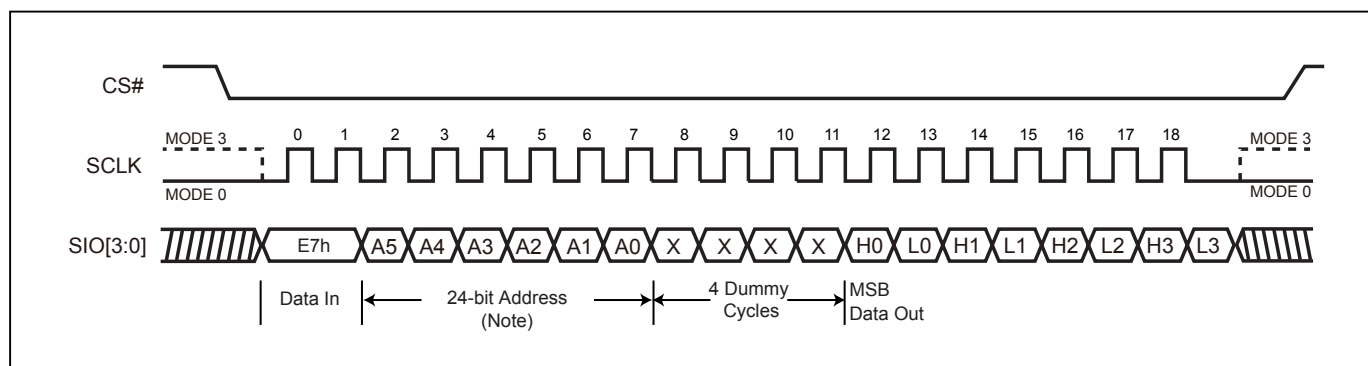 CS#
MODE 3
0 1 2 3 4 5 6 7 8 9 10 11 12 13 14 15 16 17 18
MODE 3
SCLK
MODE 0
MODE 0
SIO[3:0]
E7h A5 A4 A3 A2 A1 A0 X X X X H0 L0 H1 L1 H2 L2 H3 L3
Data In
24-bit Address
(Note)
4 Dummy
Cycles
MSB
Data Out